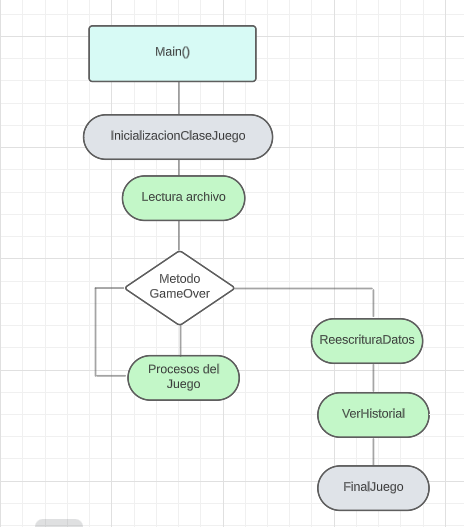 Main()
InicializacionClaseJuego
Lectura archivo
Metodo
GameOver
Procesos del
Juego
ReescrituraDatos
VerHistorial
FinalJuego